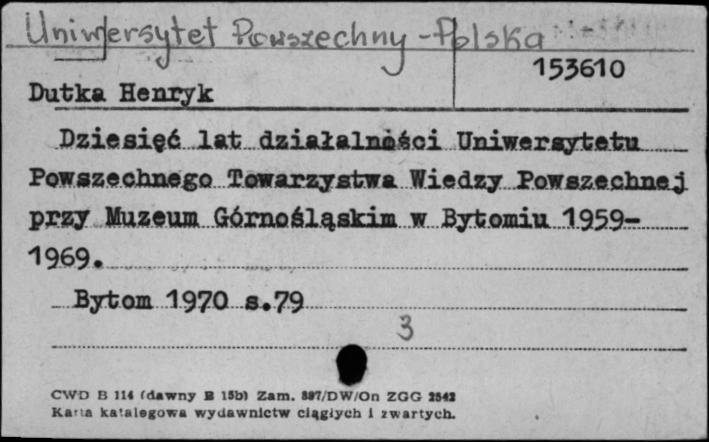 Uniwersytet Powszechny - Polska
153610
Dutka Henryk
Dziesięć lat działalności Uniwersytetu
Powszechnego Towarzystwa Wiedzy Powszechnej
przy Muzeum Górnośląskim w Bytomiu 1959-
1969.
Bytom 1970 s.79
3
CWD B 114 (dawny B 15b) Zam. 887/DW/On ZGG 2542
Karta katalogowa wydawnictw ciągłych i zwartych.